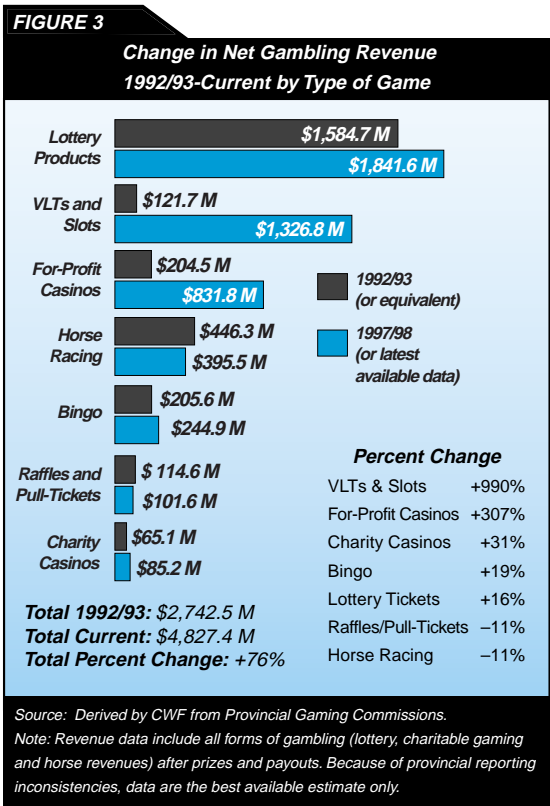 FIGURE 3
Change in Net Gambling Revenue
1992/93-Current by Type of Game
Lottery
Products
$1,584.7 M
$1,841.6 M
VLTs and
Slots
$121.7 M
$1,326.8 M
For-Profit
Casinos
$204.5 M
$831.8 M
Horse
Racing
$446.3 M
$395.5 M
Bingo
$205.6 M
$244.9 M
Raffles and
Pull-Tickets
$ 114.6 M
$101.6 M
Charity
Casinos
$65.1 M
$85.2 M
1992/93
(or equivalent)
1997/98
(or latest
available data)
Percent Change
VLTs & Slots +990%
For-Profit Casinos +307%
Charity Casinos +31%
Bingo +19%
Lottery Tickets +16%
Raffles/Pull-Tickets –11%
Horse Racing –11%
Total 1992/93: $2,742.5 M
Total Current: $4,827.4 M
Total Percent Change: +76%
Source: Derived by CWF from Provincial Gaming Commissions.
Note: Revenue data include all forms of gambling (lottery, charitable gaming
and horse revenues) after prizes and payouts. Because of provincial reporting
inconsistencies, data are the best available estimate only.